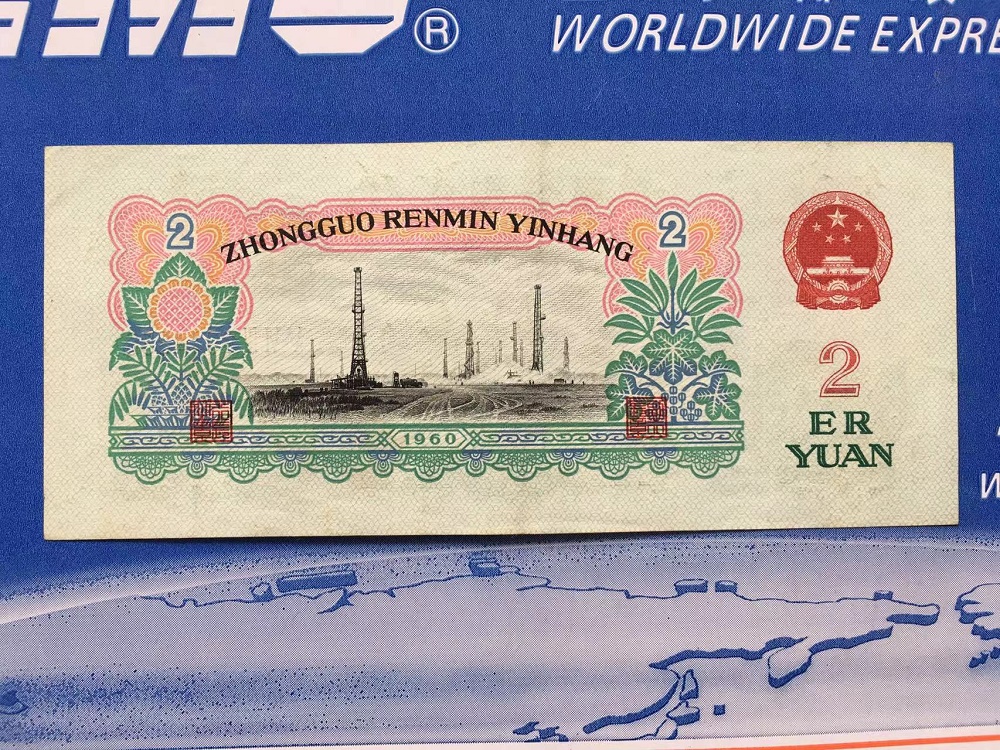 ®
WORLDWIDE EXPRE
ZHONGGUO RENMIN YINHANG
2
2
2
ER
YUAN
1960
W